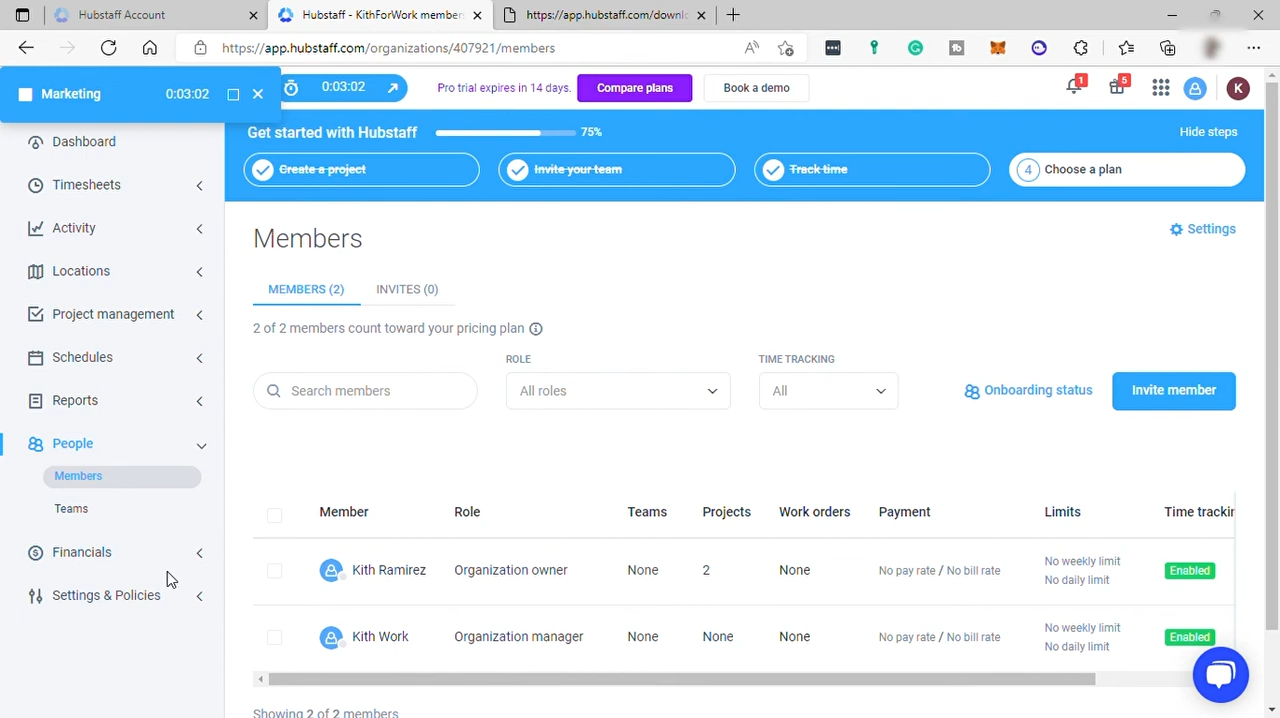 Hubstaff Account
Hubstaff - KithForWork member
https://app.hubstaff.com/downl
https://app.hubstaff.com/organizations/407921/members
Marketing 0:03:02
0:03:02
Pro trial expires in 14 days.
Compare plans
Book a demo
1
5
K
Get started with Hubstaff
75%
Hide steps
Create a project
Invite your team
Track time
4 Choose a plan
Dashboard
Timesheets
Activity
Locations
Project management
Schedules
Reports
People
Members
Teams
Financials
Settings & Policies
Members
Settings
MEMBERS (2)
INVITES (0)
2 of 2 members count toward your pricing plan
ROLE
TIME TRACKING
Search members
All roles
All
Onboarding status
Invite member
Member Role Teams Projects Work orders Payment Limits Time trackin
Kith Ramirez Organization owner None 2 None No pay rate / No bill rate No weekly limit
No daily limit
Enabled
Kith Work Organization manager None None None No pay rate / No bill rate No weekly limit
No daily limit
Enabled
Showing 2 of 2 members